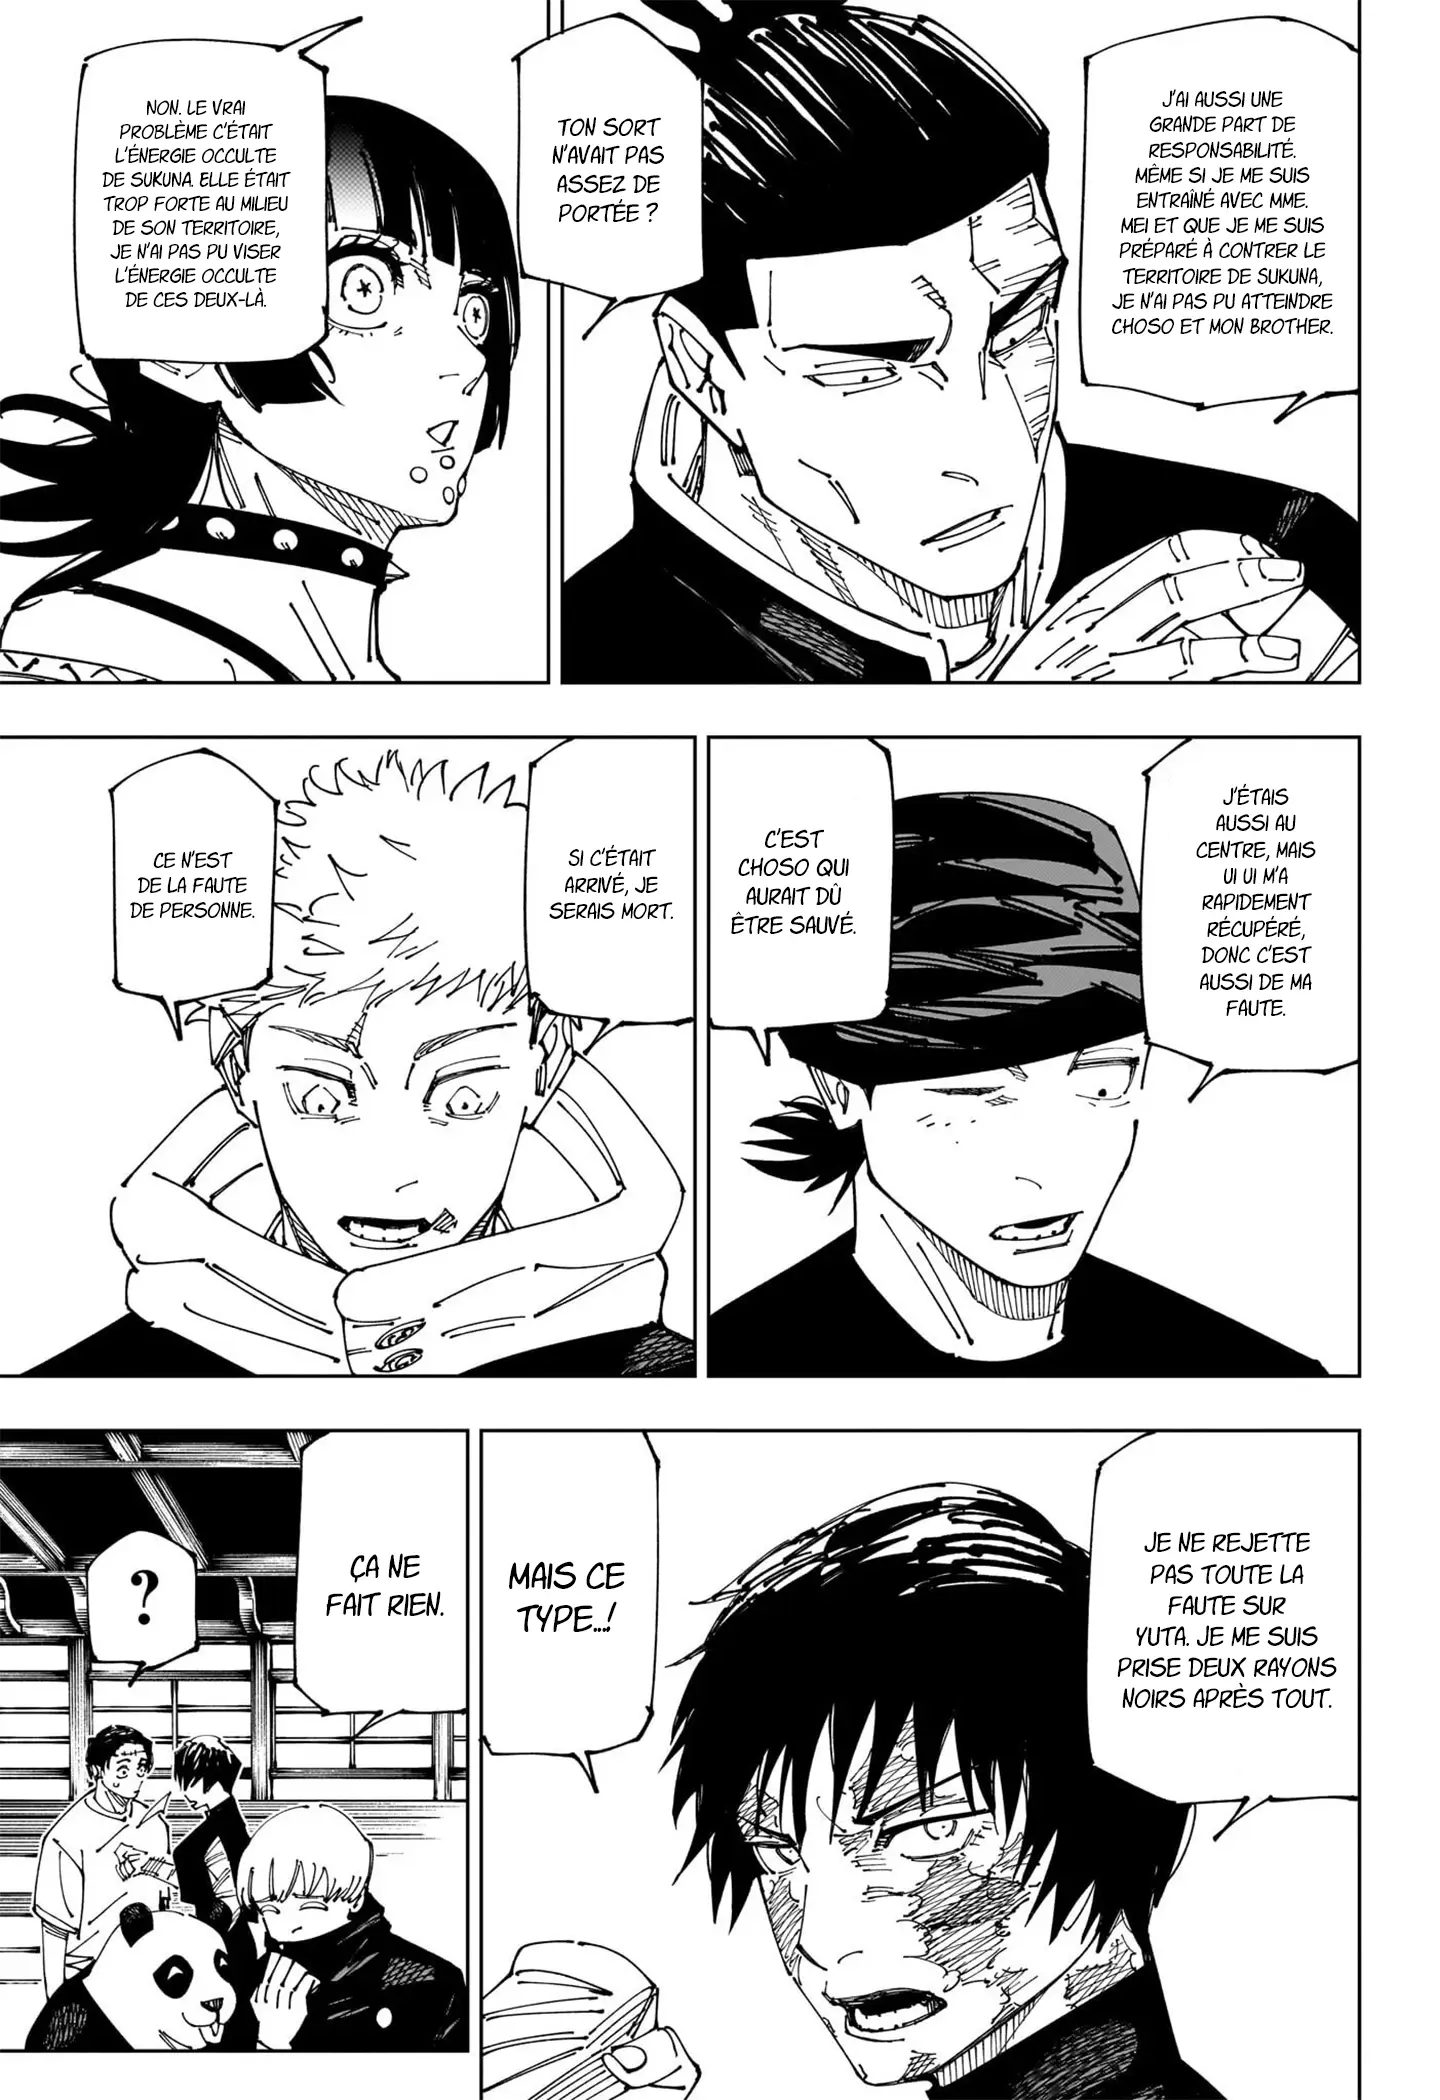 J'AI AUSSI UNE
GRANDE PART DE
RESPONSABILITÉ.
MÊME SI JE ME SUIS
ENTRAÎNÉ AVEC MME.
MEI ET QUE JE ME SUIS
PRÉPARÉ À CONTRER LE
TERRITOIRE DE SUKUNA,
JE N'AI PAS PU ATTEINDRE
CHOSO ET MON BROTHER.
TON SORT
N'AVAIT PAS
ASSEZ DE
PORTÉE ?
NON. LE VRAI
PROBLÈME C'ÉTAIT
L'ÉNERGIE OCCULTE
DE SUKUNA. ELLE ÉTAIT
TROP FORTE AU MILIEU
DE SON TERRITOIRE,
JE N'AI PAS PU VISER
L'ÉNERGIE OCCULTE
DE CES DEUX-LÀ.
J'ÉTAIS
AUSSI AU
CENTRE, MAIS
UI UI M'A
RAPIDEMENT
RÉCUPÉRÉ,
DONC C'EST
AUSSI DE MA
FAUTE.
C'EST
CHOSO QUI
AURAIT DÛ
ÊTRE SAUVÉ.
SI C'ÉTAIT
ARRIVÉ, JE
SERAIS MORT.
CE N'EST
DE LA FAUTE
DE PERSONNE.
JE NE REJETTE
PAS TOUTE LA
FAUTE SUR
YUTA. JE ME SUIS
PRISE DEUX RAYONS
NOIRS APRÈS TOUT.
MAIS CE
TYPE...!
ÇA NE
FAIT RIEN.
?